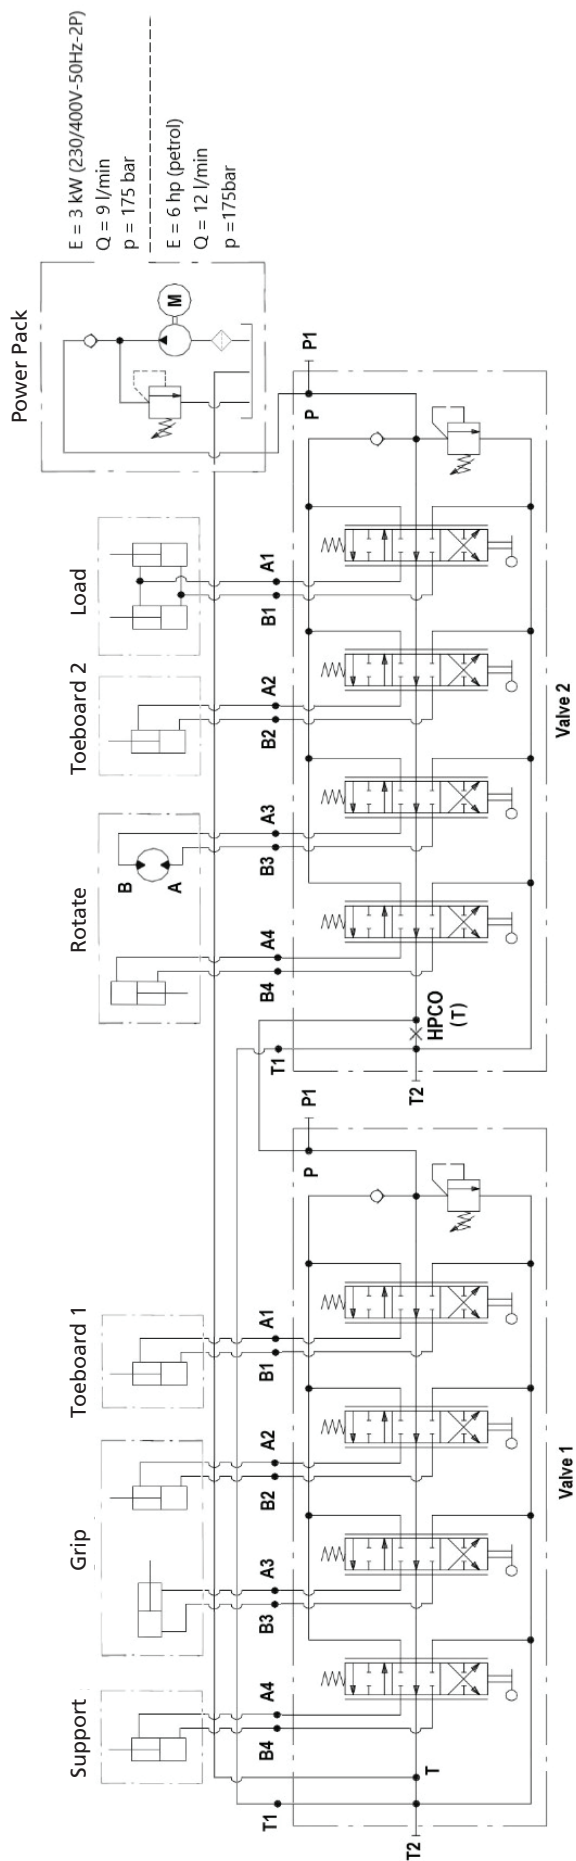 E = 3 kW (230/400V-50Hz-2P)
Q = 9 l/min
p = 175 bar
E = 6 hp (petrol)
Q = 12 l/min
p =175bar
Power Pack
M
Load
Toeboard 2
Rotate
B
A
A1
B1
A2
B2
A3
B3
A4
B4
P1
P
HPCO
(T)
T1
T2
Valve 2
Toeboard 1
Grip
Support
A1
B1
A2
B2
A3
B3
A4
B4
P1
P
T
T1
T2
Valve 1